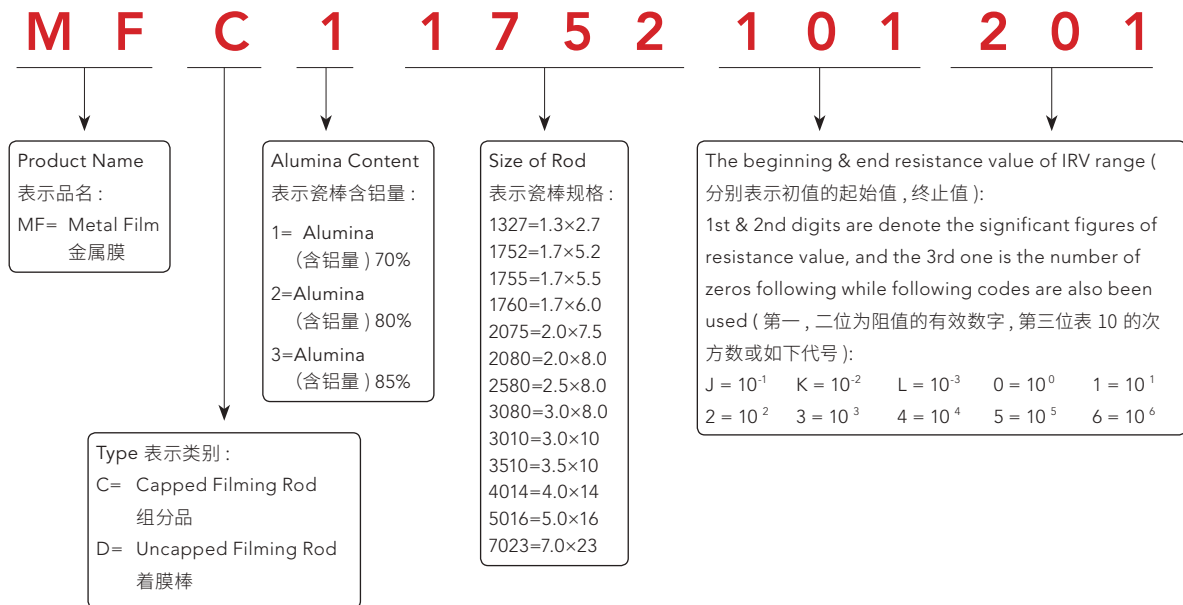 M F C 1 1 7 5 2 1 0 1 2 0 1
Product Name
表示品名 :
MF= Metal Film
金属膜
Alumina Content
表示瓷棒含铝量 :
1= Alumina
(含铝量 ) 70%
2=Alumina
(含铝量 ) 80%
3=Alumina
(含铝量 ) 85%
Size of Rod
表示瓷棒规格 :
1327=1.3×2.7
1752=1.7×5.2
1755=1.7×5.5
1760=1.7×6.0
2075=2.0×7.5
2080=2.0×8.0
2580=2.5×8.0
3080=3.0×8.0
3010=3.0×10
3510=3.5×10
4014=4.0×14
5016=5.0×16
7023=7.0×23
The beginning & end resistance value of IRV range (
分别表示初值的起始值 , 终止值 ):
1st & 2nd digits are denote the significant figures of
resistance value, and the 3rd one is the number of
zeros following while following codes are also been
used ( 第一 , 二位为阻值的有效数字 , 第三位表 10 的次
方数或如下代号 ):
J = 10⁻¹ K = 10⁻² L = 10⁻³ 0 = 10⁰ 1 = 10¹
2 = 10² 3 = 10³ 4 = 10⁴ 5 = 10⁵ 6 = 10⁶
Type 表示类别 :
C= Capped Filming Rod
组分品
D= Uncapped Filming Rod
着膜棒